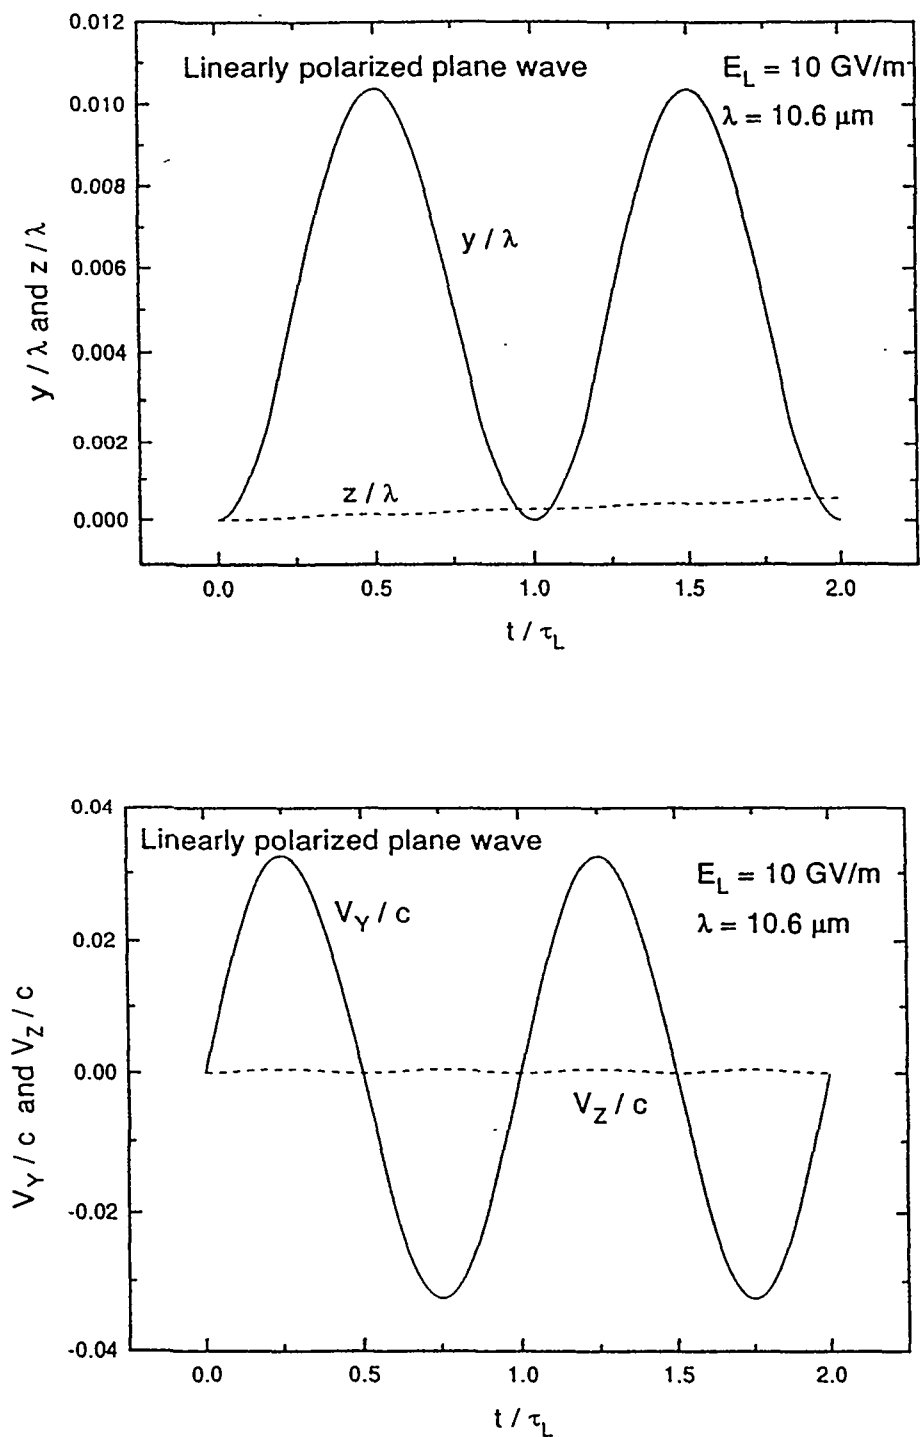 0.012
Linearly polarized plane wave
E_L = 10 GV/m
0.010
λ = 10.6 μm
0.008
y / λ
0.006
y / λ and z / λ
0.004
0.002
z / λ
0.000
0.0 0.5 1.0 1.5 2.0
t / τ_L
0.04
Linearly polarized plane wave
E_L = 10 GV/m
V_Y / c
λ = 10.6 μm
0.02
V_Y / c and V_Z / c
0.00
V_Z / c
-0.02
-0.04
0.0 0.5 1.0 1.5 2.0
t / τ_L